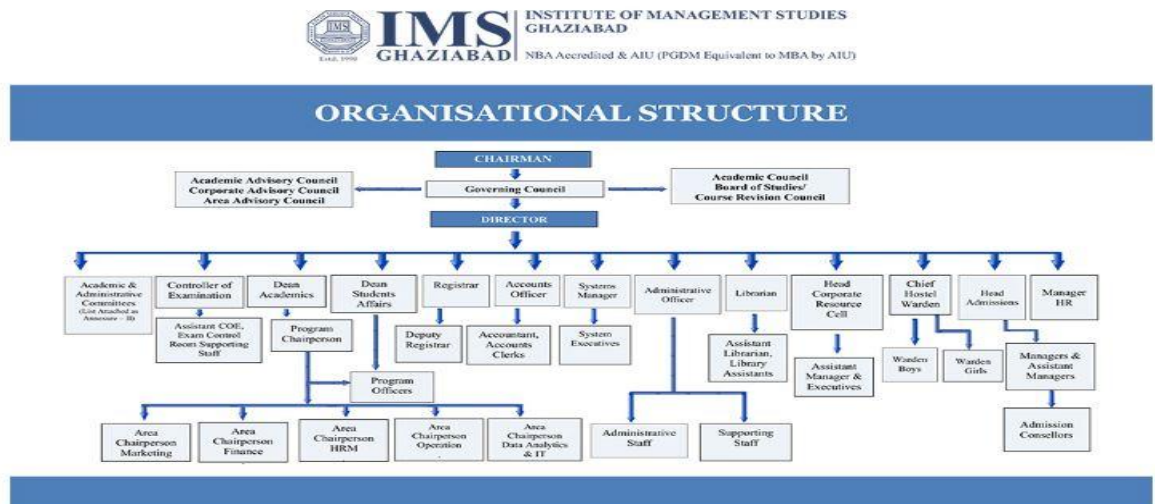 IMS
GHAZIABAD
Estd. 1990
INSTITUTE OF MANAGEMENT STUDIES
GHAZIABAD
NBA Accredited & AIU (PGDM Equivalent to MBA by AIU)
ORGANISATIONAL STRUCTURE
CHAIRMAN
Academic Advisory Council
Corporate Advisory Council
Area Advisory Council
Governing Council
Academic Council
Board of Studies/
Course Revision Council
DIRECTOR
Academic &
Administrative
Committees
(List Attached as
Annexure – II)
Controller of
Examination
Dean
Academics
Dean
Students
Affairs
Registrar
Accounts
Officer
Systems
Manager
Administrative
Officer
Librarian
Head
Corporate
Resource
Cell
Chief
Hostel
Warden
Head
Admissions
Manager
HR
Assistant COE,
Exam Control
Room Supporting
Staff
Program
Chairperson
Deputy
Registrar
Accountant,
Accounts
Clerks
System
Executives
Assistant
Librarian,
Library
Assistants
Assistant
Manager &
Executives
Warden
Boys
Warden
Girls
Managers &
Assistant
Managers
Program
Officers
Area
Chairperson
Marketing
Area
Chairperson
Finance
Area
Chairperson
HRM
Area
Chairperson
Operation
Area
Chairperson
Data Analytics
& IT
Administrative
Staff
Supporting
Staff
Admission
Consellors